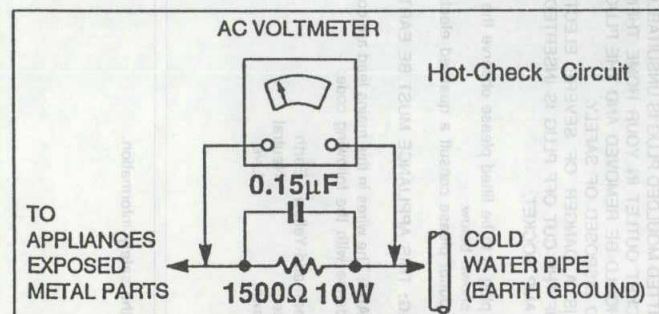 AC VOLTMETER
Hot-Check Circuit
0.15µF
TO
APPLIANCES
EXPOSED
METAL PARTS
1500Ω 10W
COLD
WATER PIPE
(EARTH GROUND)